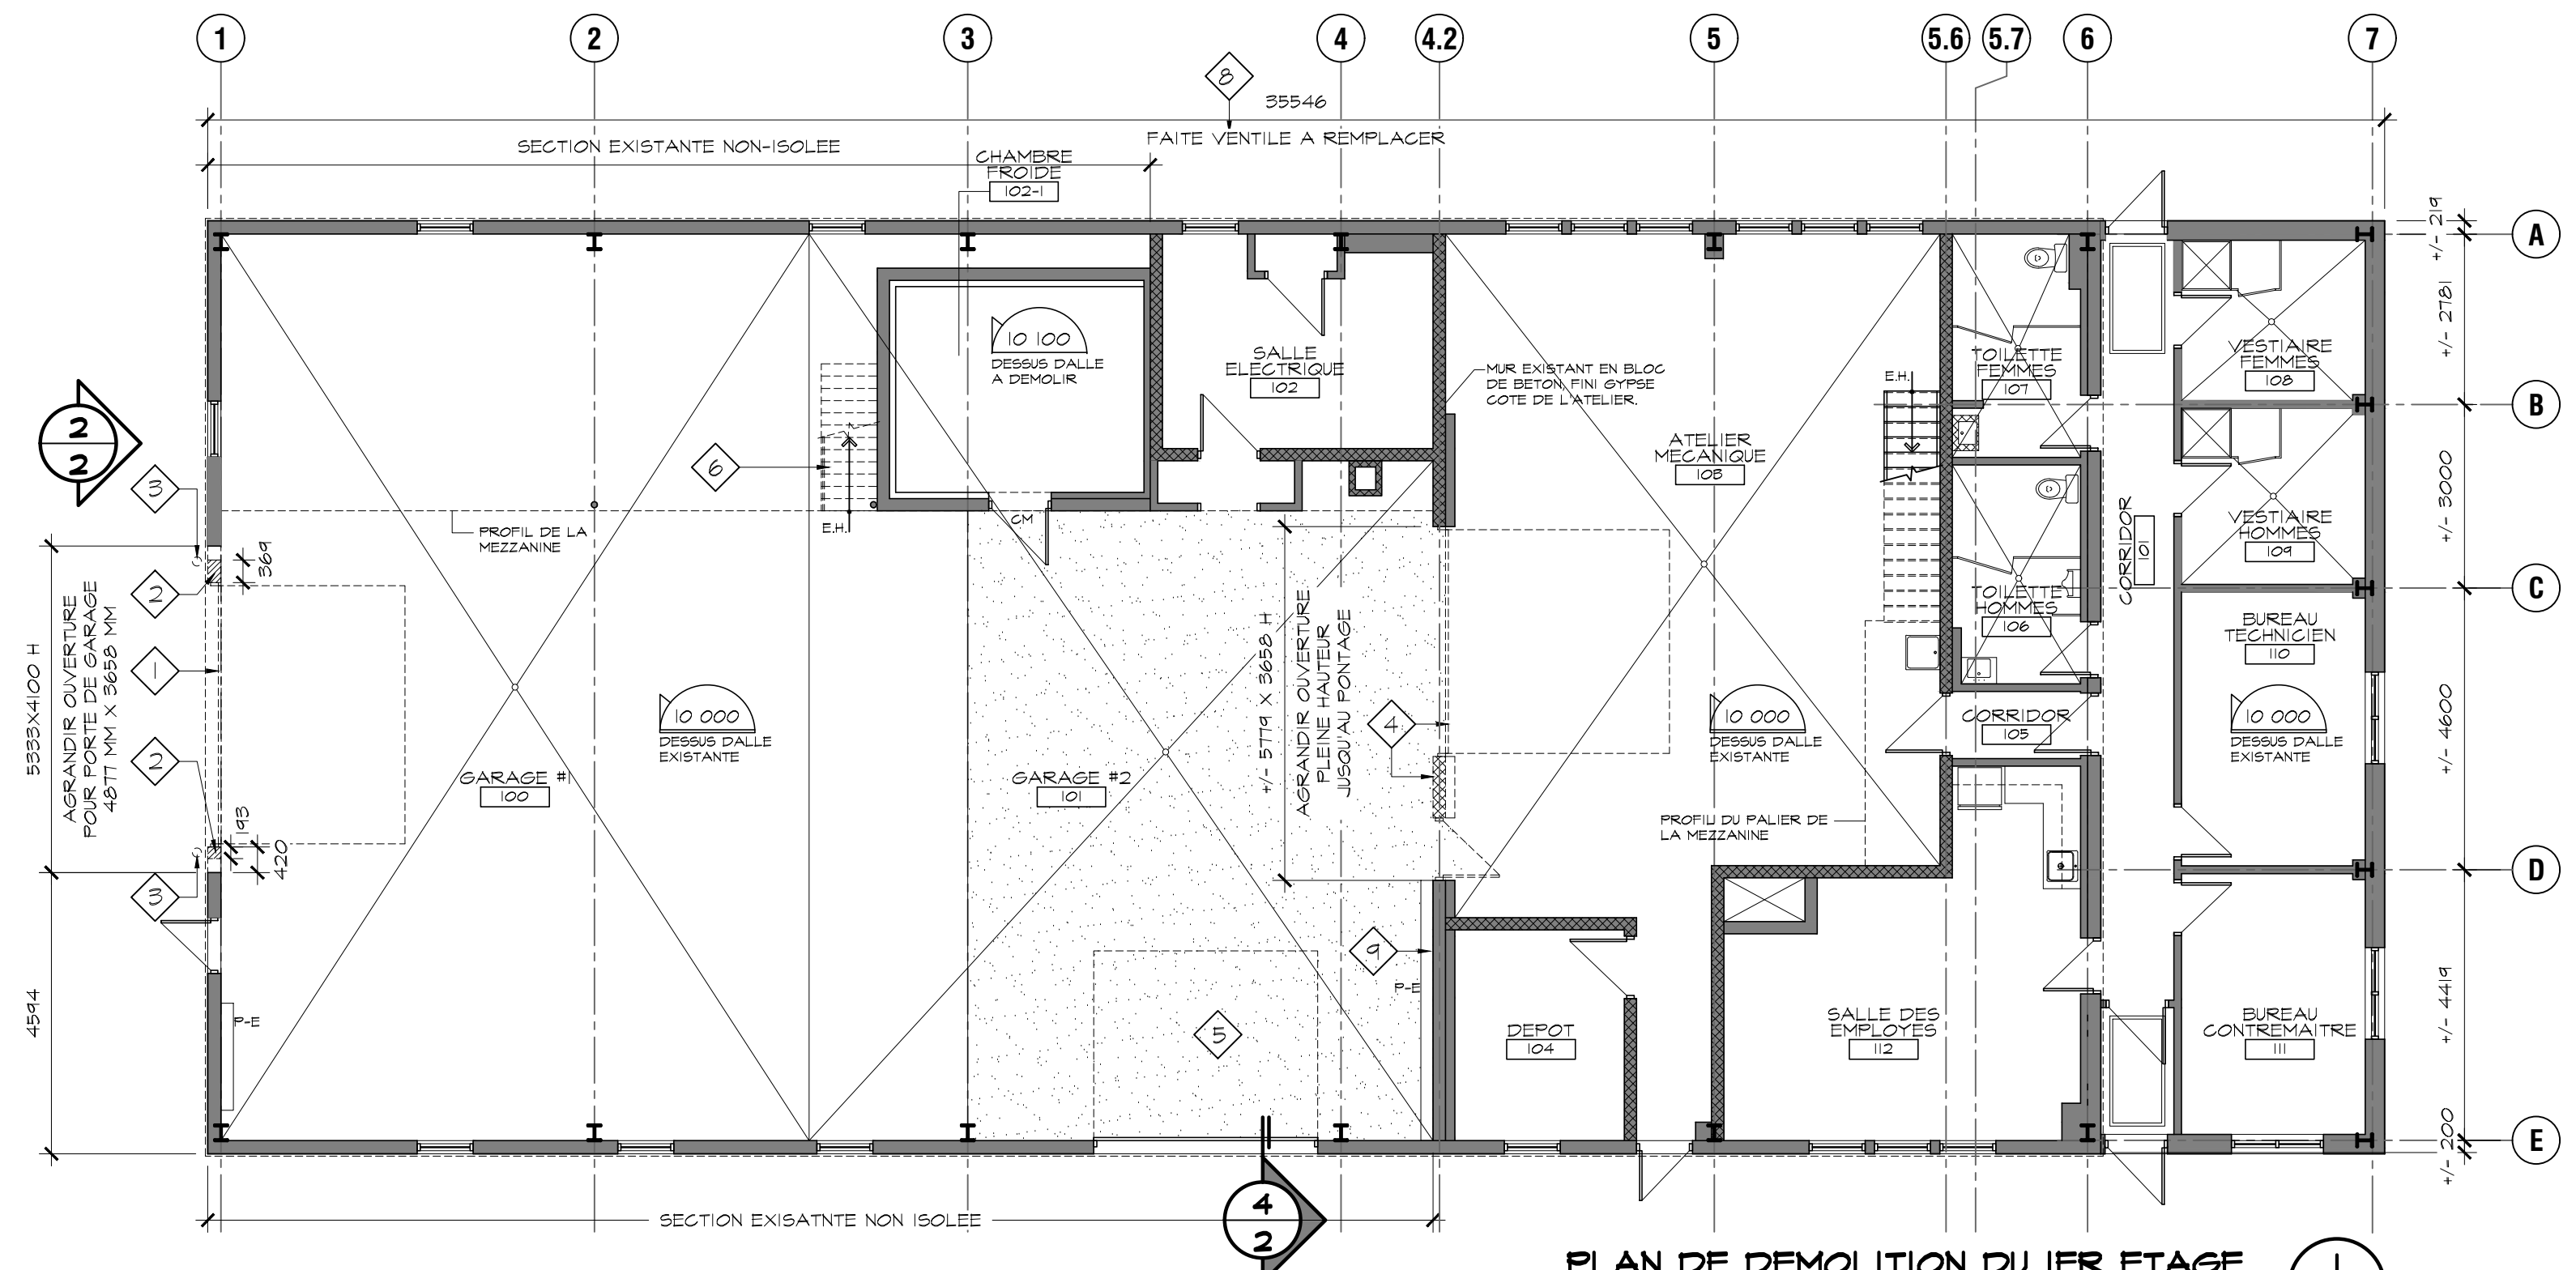 1
2
3
4
4.2
5
5.6
5.7
6
7
8
35546
SECTION EXISTANTE NON-ISOLEE
FAITE VENTILE A REMPLACER
CHAMBRE
FROIDE
102-1
+/- 219
A
10 100
DESSUS DALLE
A DEMOLIR
SALLE
ELECTRIQUE
102
MUR EXISTANT EN BLOC
DE BETON, FINI GYPSE
COTE DE L'ATELIER.
E.H.
TOILETTE
FEMMES
107
VESTIAIRE
FEMMES
108
+/- 2781
B
2
2
3
6
ATELIER
MECANIQUE
103
E.H.
PROFIL DE LA
MEZZANINE
CM
CORRIDOR
101
VESTIAIRE
HOMMES
109
+/- 3000
C
369
2
TOILETTE
HOMMES
106
BUREAU
TECHNICIEN
110
5333X4100 H
AGRANDIR OUVERTURE
POUR PORTE DE GARAGE
4877 MM X 3658 MM
1
2
+/- 5779 X 3658 H
AGRANDIR OUVERTURE
PLEINE HAUTEUR
JUSQU'AU PONTAGE
4
10 000
DESSUS DALLE
EXISTANTE
10 000
DESSUS DALLE
EXISTANTE
CORRIDOR
105
10 000
DESSUS DALLE
EXISTANTE
+/- 4600
GARAGE #1
100
GARAGE #2
101
PROFIL DU PALIER DE
LA MEZZANINE
193
420
3
D
9
P-E
P-E
4594
5
DEPOT
104
SALLE DES
EMPLOYES
112
BUREAU
CONTREMAITRE
111
+/- 4419
+/- 200
E
SECTION EXISATNTE NON ISOLEE
4
2
PLAN DE DEMOLITION DU 1ER ETAGE
1